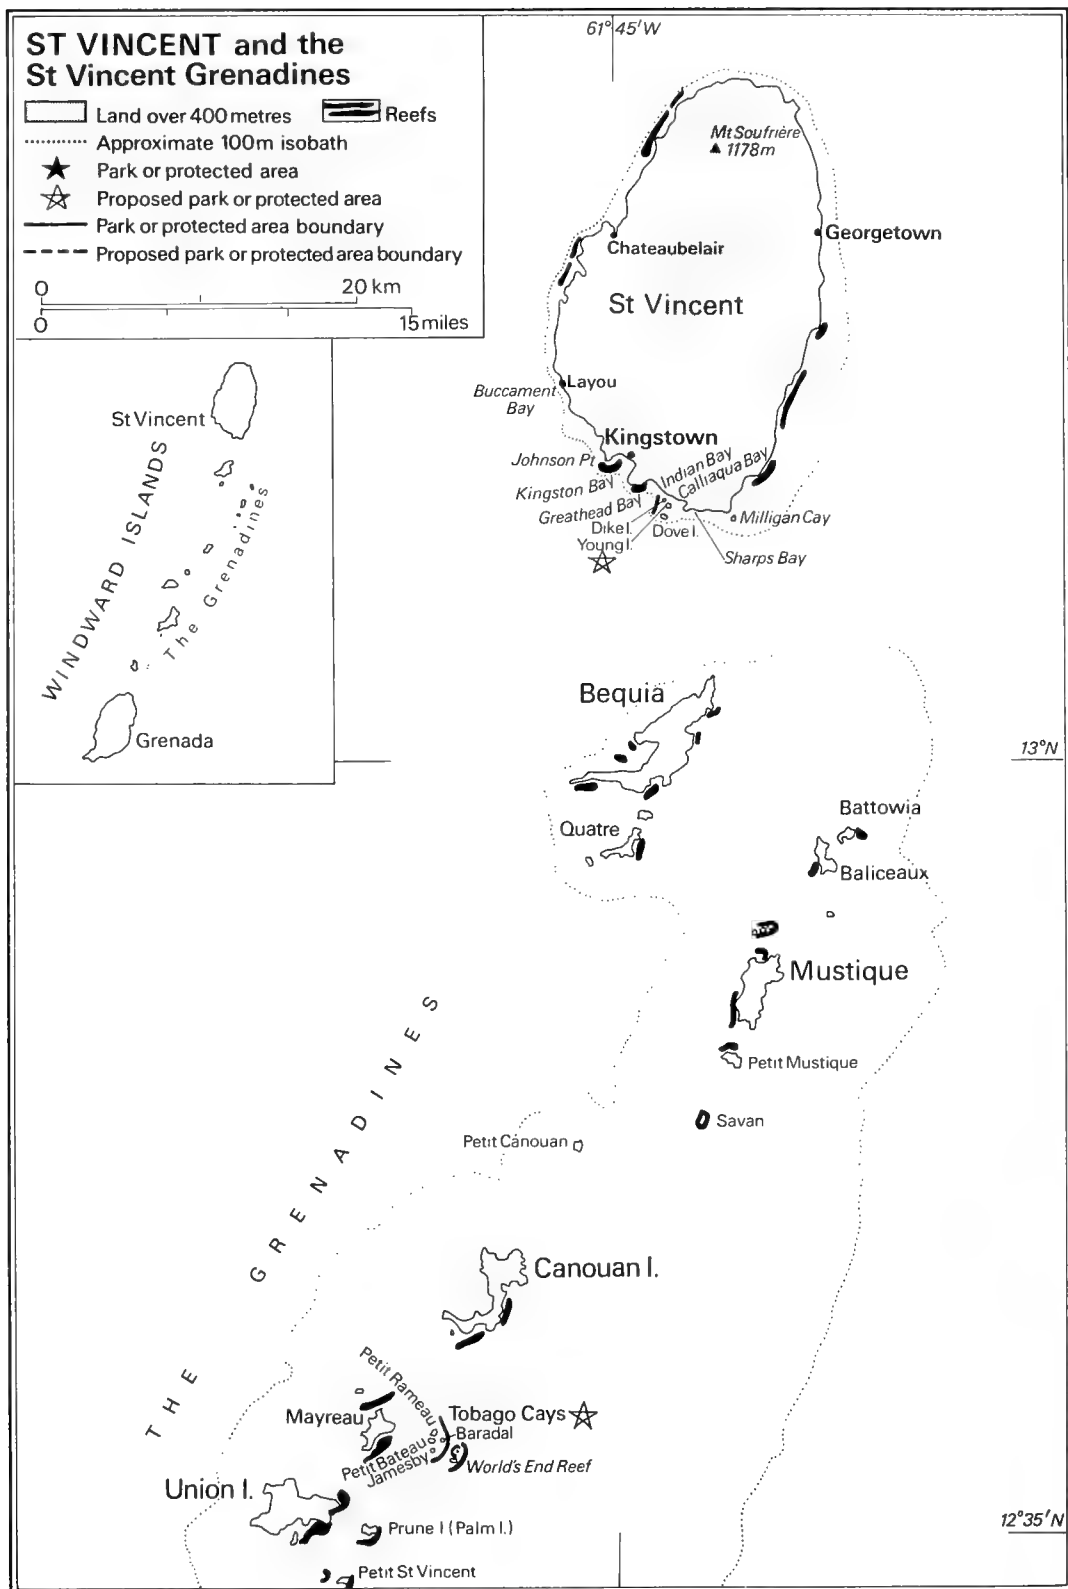 ST VINCENT and the
St Vincent Grenadines
Land over 400 metres
Reefs
Approximate 100m isobath
Park or protected area
Proposed park or protected area
Park or protected area boundary
Proposed park or protected area boundary
0 20 km
0 15 miles
61°45'W
Mt Soufrière
1178m
Georgetown
Chateaubelair
St Vincent
Layou
Buccament
Bay
Kingstown
Johnson Pt
Kingston Bay
Indian Bay
Calliaqua Bay
Greathead Bay
Dike I.
Young I.
Dove I.
Milligan Cay
Sharps Bay
St Vincent
WINDWARD ISLANDS
The Grenadines
Grenada
Bequia
13°N
Quatre
Battowia
Baliceaux
Mustique
Petit Mustique
Savan
Petit Canouan
THE GRENADINES
Canouan I.
Petit Rameau
Mayreau
Tobago Cays
Baradal
Petit Bateau
Jamesby
World's End Reef
Union I.
Prune I (Palm I.)
12°35'N
Petit St Vincent